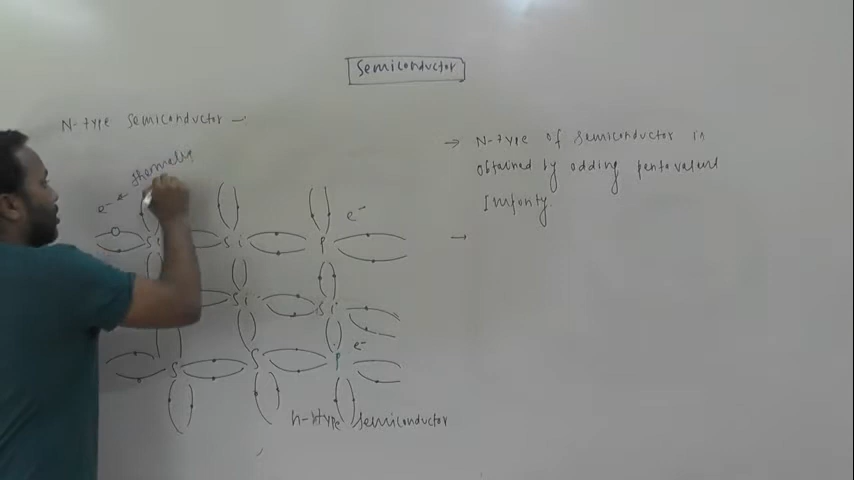 Semiconductor
N-type Semiconductor -
→ N-type of semiconductor is
obtained by adding pentavalent
Impurity.
→
e⁻ ← thermally
e⁻
Si Si P
Si Si
e⁻
S S P
n-type Semiconductor